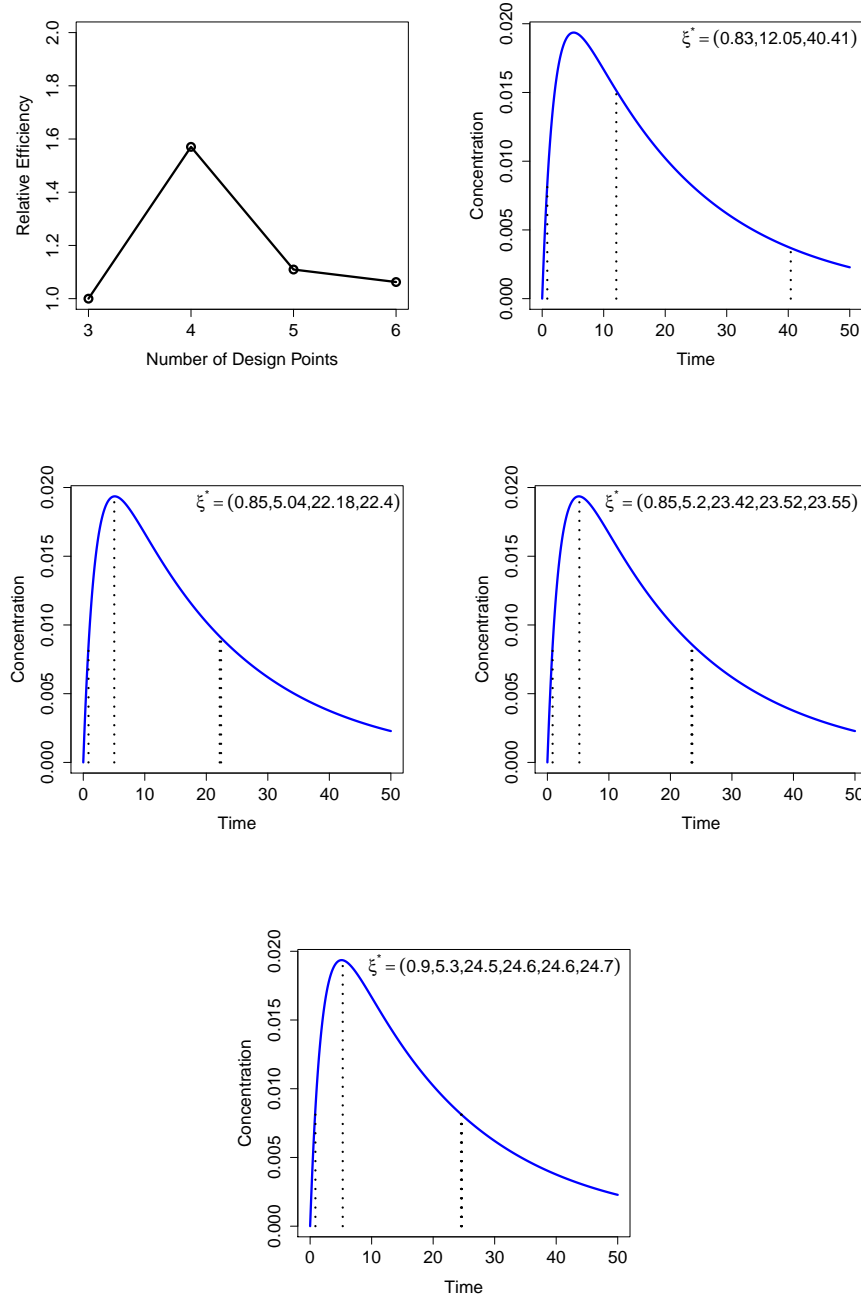 Relative Efficiency
1.0 1.2 1.4 1.6 1.8 2.0
3 4 5 6
Number of Design Points
ξ* = (0.83,12.05,40.41)
Concentration
0.000 0.005 0.010 0.015 0.020
0 10 20 30 40 50
Time
ξ* = (0.85,5.04,22.18,22.4)
Concentration
0.000 0.005 0.010 0.015 0.020
0 10 20 30 40 50
Time
ξ* = (0.85,5.2,23.42,23.52,23.55)
Concentration
0.000 0.005 0.010 0.015 0.020
0 10 20 30 40 50
Time
ξ* = (0.9,5.3,24.5,24.6,24.6,24.7)
Concentration
0.000 0.005 0.010 0.015 0.020
0 10 20 30 40 50
Time